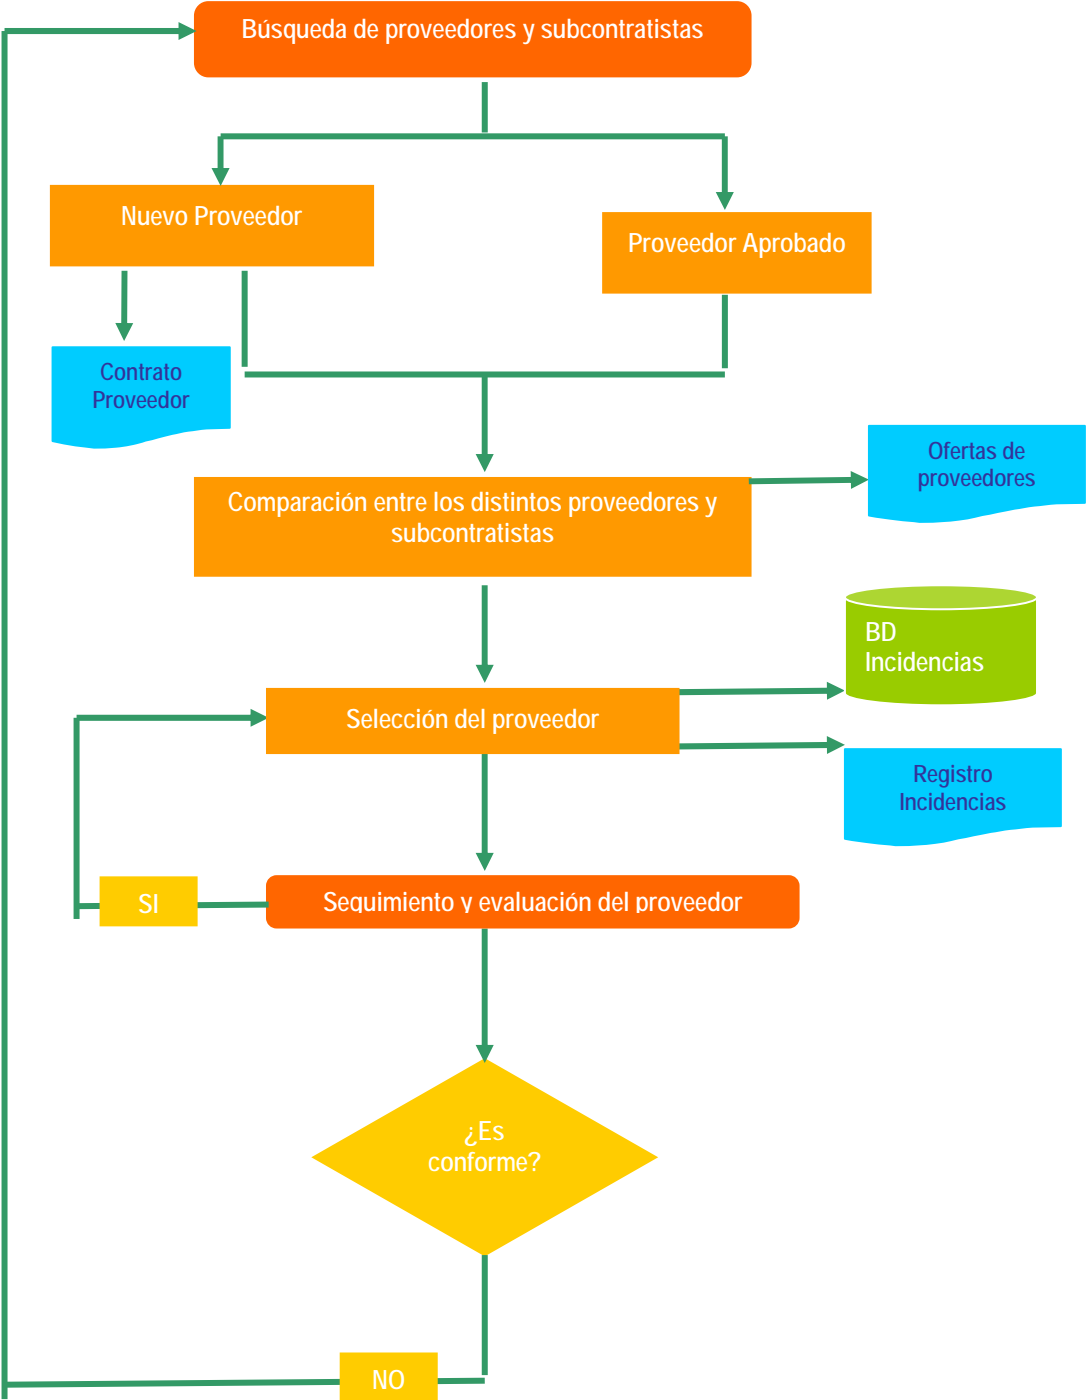 Búsqueda de proveedores y subcontratistas
Nuevo Proveedor
Proveedor Aprobado
Contrato
Proveedor
Ofertas de
proveedores
Comparación entre los distintos proveedores y
subcontratistas
BD
Incidencias
Selección del proveedor
Registro
Incidencias
SI
Seguimiento y evaluación del proveedor
¿Es
conforme?
NO